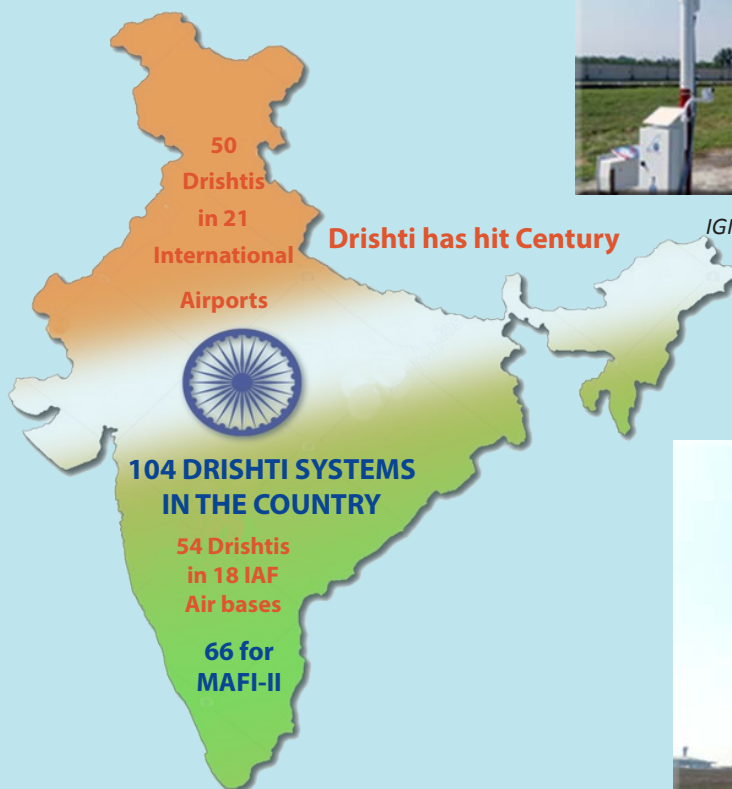 50
Drishtis
in 21
International
Airports
Drishti has hit Century
IGI
104 DRISHTI SYSTEMS
IN THE COUNTRY
54 Drishtis
in 18 IAF
Air bases
66 for
MAFI-II